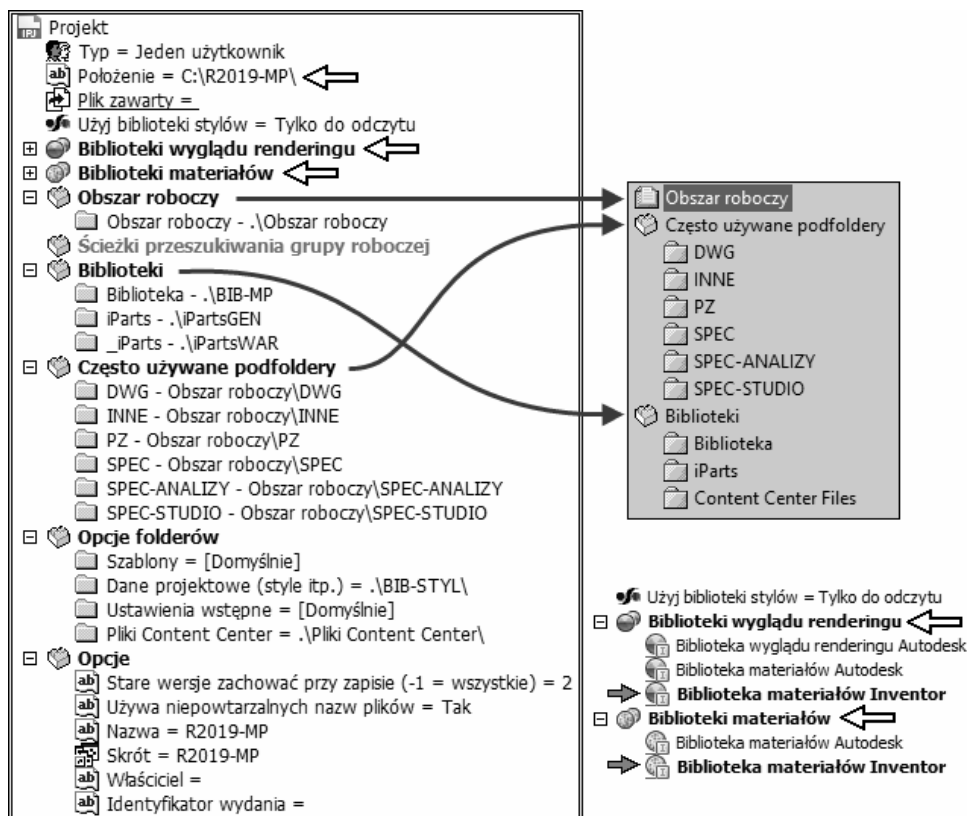 IPJ
Projekt
Typ = Jeden użytkownik
Położenie = C:\R2019-MP\
Plik zawarty =
Użyj biblioteki stylów = Tylko do odczytu
Biblioteki wyglądu renderingu
Biblioteki materiałów
Obszar roboczy
Obszar roboczy - .\Obszar roboczy
Ścieżki przeszukiwania grupy roboczej
Biblioteki
Biblioteka - .\BIB-MP
iParts - .\iPartsGEN
_iParts - .\iPartsWAR
Często używane podfoldery
DWG - Obszar roboczy\DWG
INNE - Obszar roboczy\INNE
PZ - Obszar roboczy\PZ
SPEC - Obszar roboczy\SPEC
SPEC-ANALIZY - Obszar roboczy\SPEC-ANALIZY
SPEC-STUDIO - Obszar roboczy\SPEC-STUDIO
Opcje folderów
Szablony = [Domyślnie]
Dane projektowe (style itp.) = .\BIB-STYL\
Ustawienia wstępne = [Domyślnie]
Pliki Content Center = .\Pliki Content Center\
Opcje
Stare wersje zachować przy zapisie (-1 = wszystkie) = 2
Używa niepowtarzalnych nazw plików = Tak
Nazwa = R2019-MP
Skrót = R2019-MP
Właściciel =
Identyfikator wydania =
Obszar roboczy
Często używane podfoldery
DWG
INNE
PZ
SPEC
SPEC-ANALIZY
SPEC-STUDIO
Biblioteki
Biblioteka
iParts
Content Center Files
Użyj biblioteki stylów = Tylko do odczytu
Biblioteki wyglądu renderingu
Biblioteka wyglądu renderingu Autodesk
Biblioteka materiałów Autodesk
Biblioteka materiałów Inventor
Biblioteki materiałów
Biblioteka materiałów Autodesk
Biblioteka materiałów Inventor